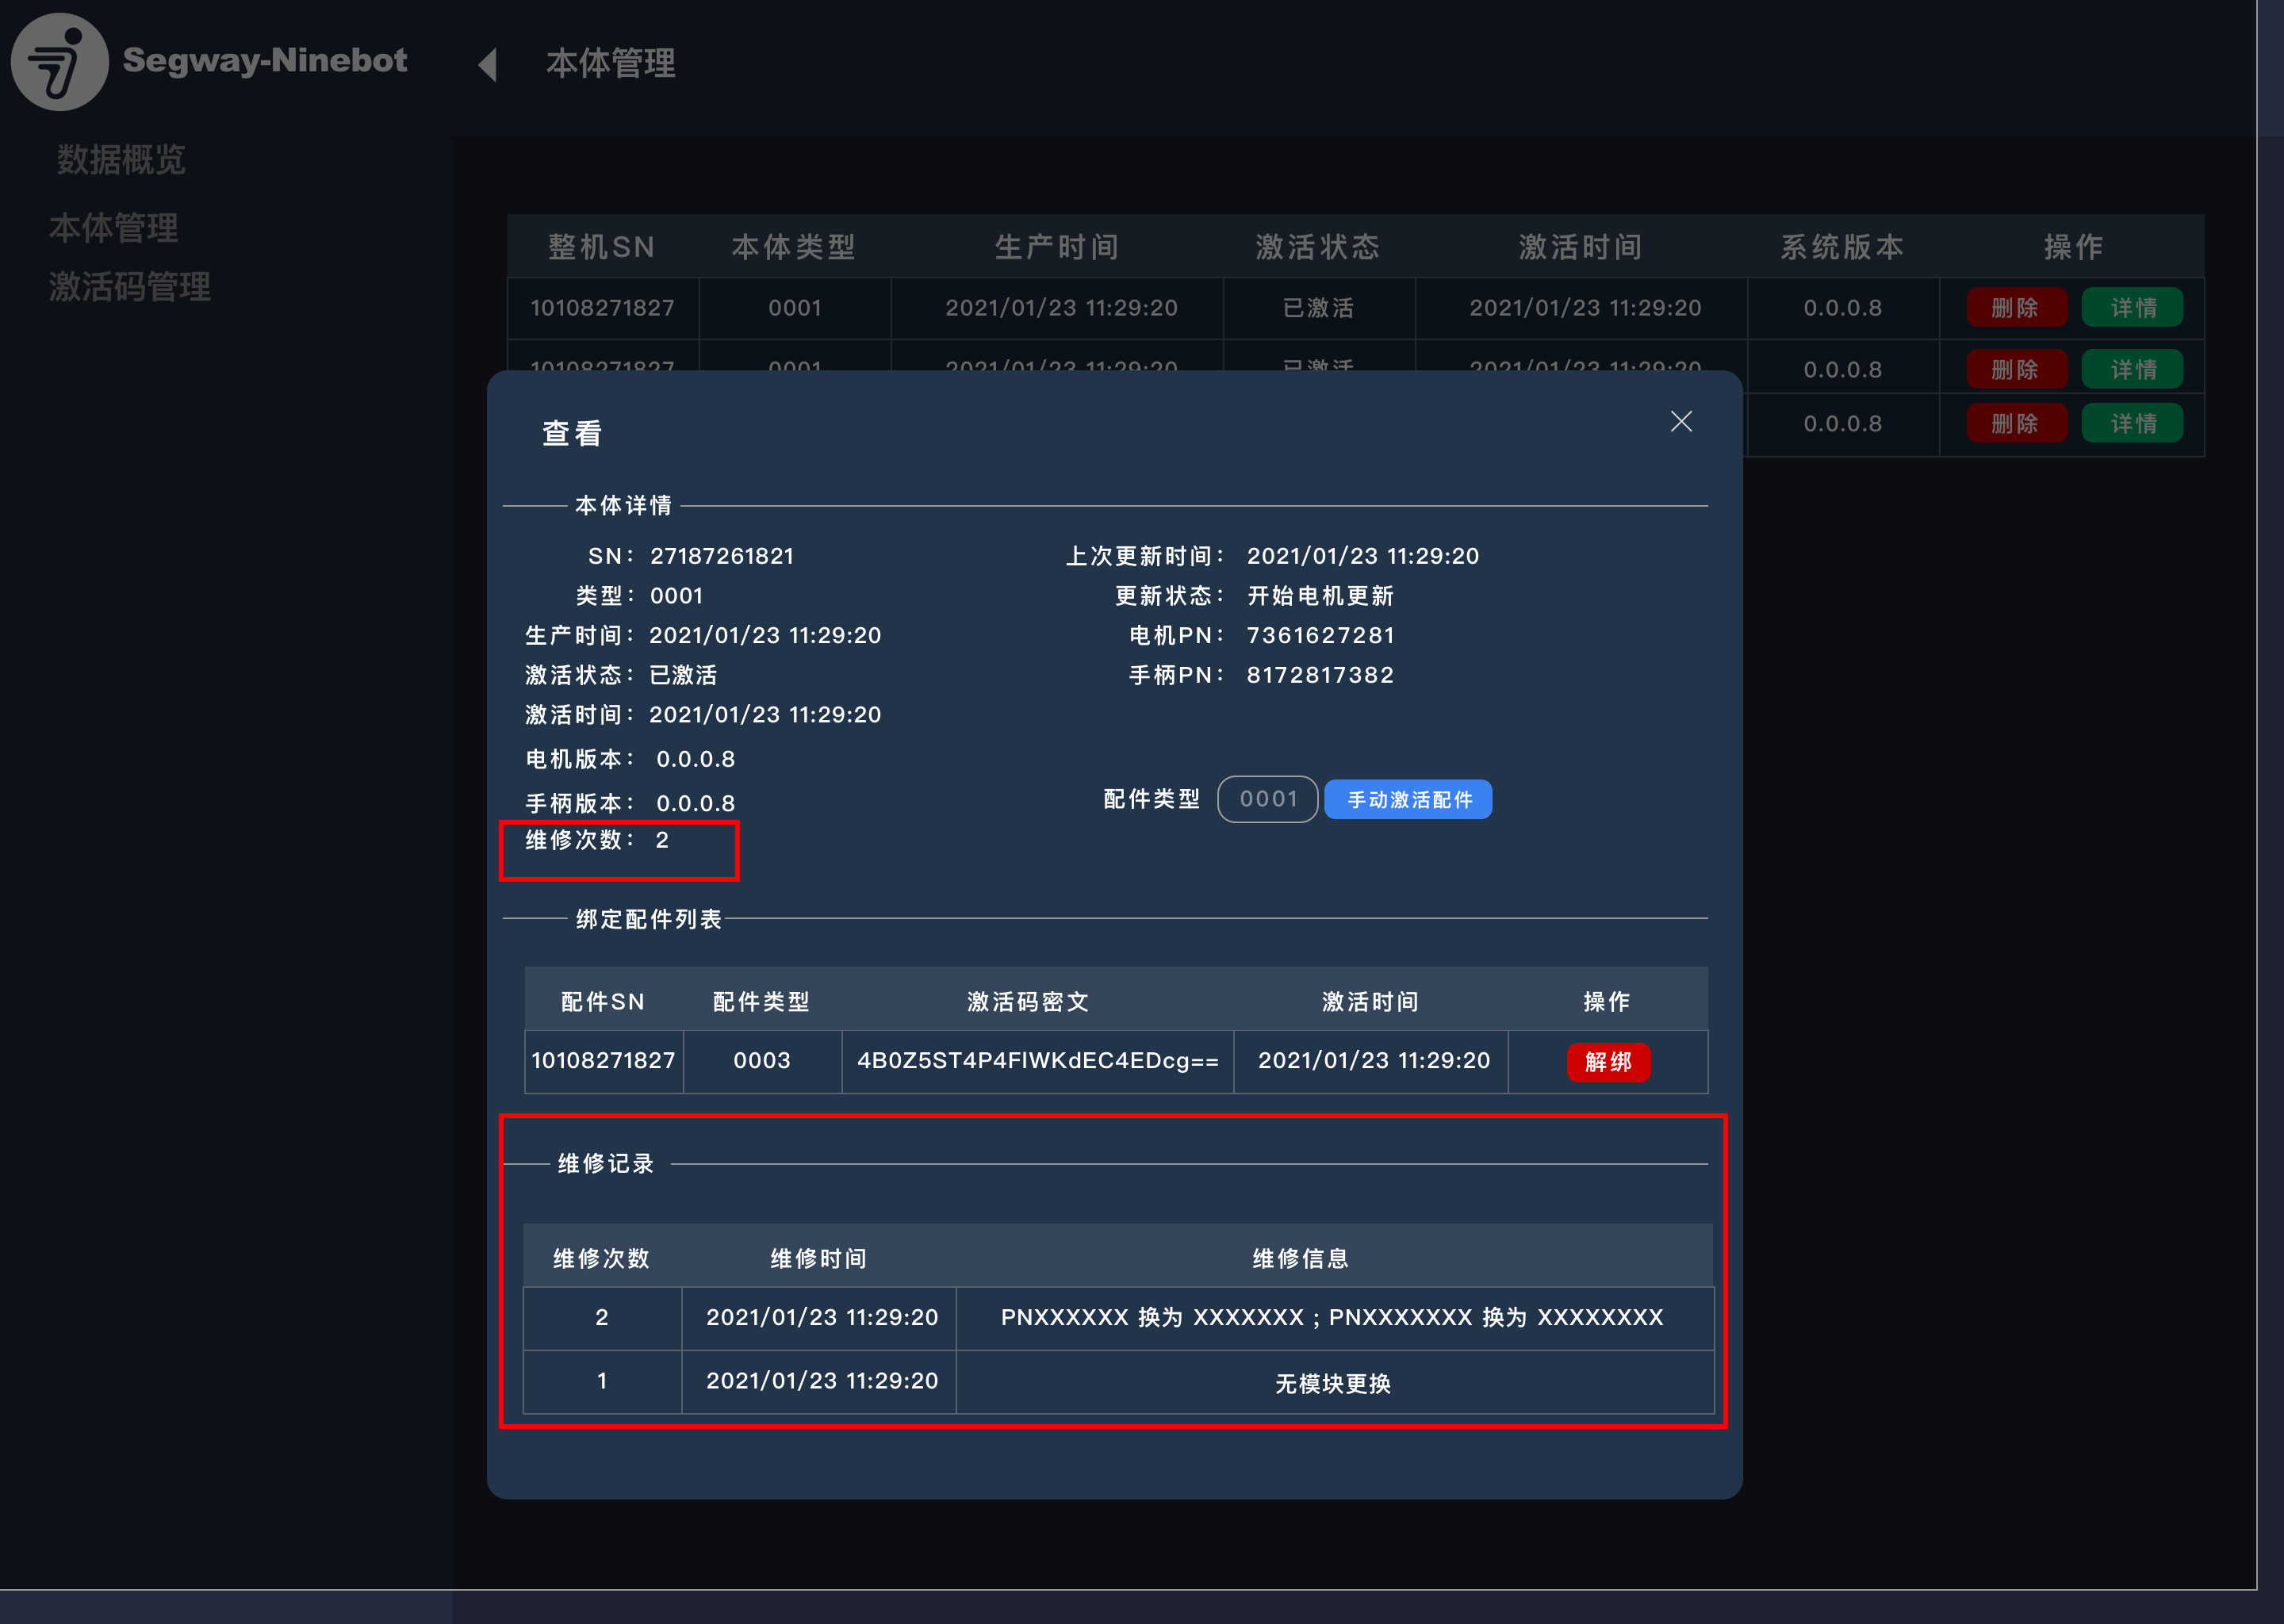 Segway-Ninebot
本体管理
数据概览
本体管理
激活码管理
整机SN 本体类型 生产时间 激活状态 激活时间 系统版本 操作
10108271827 0001 2021/01/23 11:29:20 已激活 2021/01/23 11:29:20 0.0.0.8 删除 详情
10108271827 0001 2021/01/23 11:29:20 已激活 2021/01/23 11:29:20 0.0.0.8 删除 详情
0.0.0.8 删除 详情
查看
本体详情
SN： 27187261821
上次更新时间： 2021/01/23 11:29:20
类型： 0001
更新状态： 开始电机更新
生产时间： 2021/01/23 11:29:20
电机PN： 7361627281
激活状态： 已激活
手柄PN： 8172817382
激活时间： 2021/01/23 11:29:20
电机版本： 0.0.0.8
手柄版本： 0.0.0.8
配件类型 0001 手动激活配件
维修次数： 2
绑定配件列表
配件SN 配件类型 激活码密文 激活时间 操作
10108271827 0003 4B0Z5ST4P4FlWKdEC4EDcg== 2021/01/23 11:29:20 解绑
维修记录
维修次数 维修时间 维修信息
2 2021/01/23 11:29:20 PNXXXXXX 换为 XXXXXXX；PNXXXXXXX 换为 XXXXXXXX
1 2021/01/23 11:29:20 无模块更换